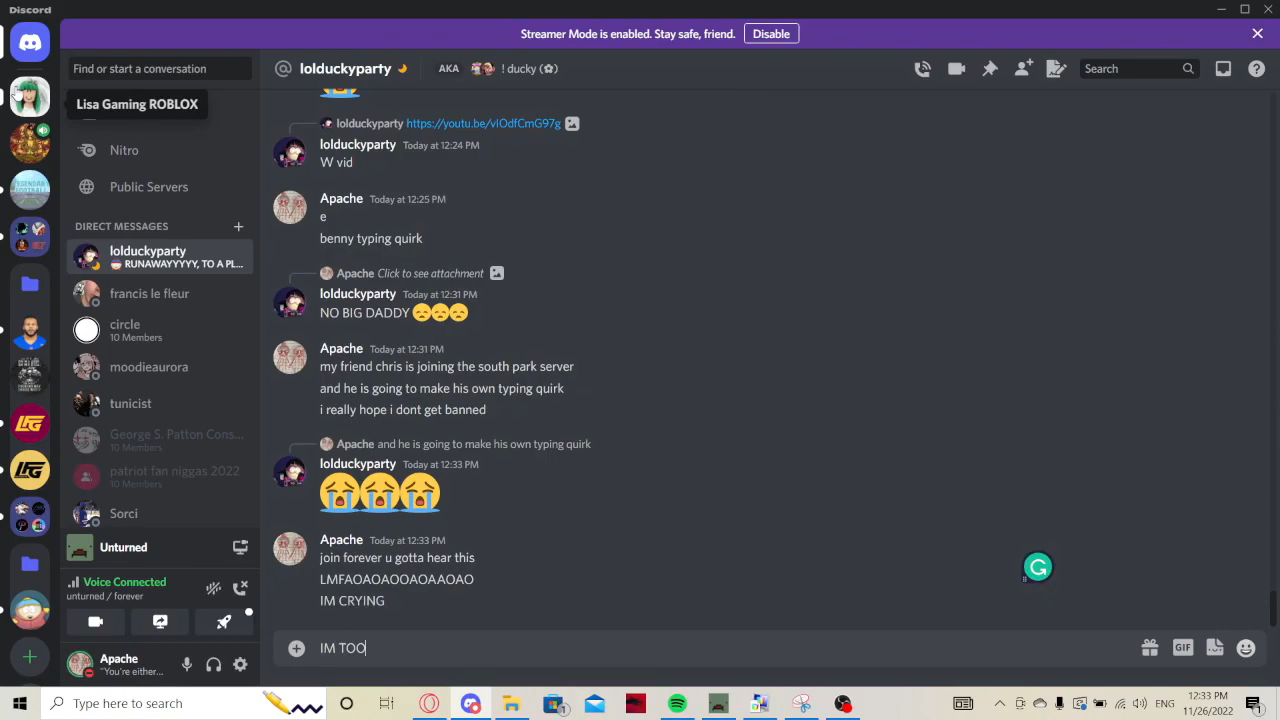 Discord
Streamer Mode is enabled. Stay safe, friend.
Disable
Find or start a conversation
lolduckyparty
AKA
! ducky (✿)
Search
Lisa Gaming ROBLOX
Nitro
Public Servers
DIRECT MESSAGES
lolduckyparty
RUNAWAYYYY, TO A PL...
francis le fleur
circle
10 Members
moodieaurora
tunicist
George S. Patton Cons...
10 Members
patriot fan niggas 2022
10 Members
Sorci
Unturned
Voice Connected
unturned / forever
Apache
"You're either...
lolduckyparty https://youtu.be/vIOdfCmG97g
lolduckyparty Today at 12:24 PM
W vid
Apache Today at 12:25 PM
e
benny typing quirk
Apache Click to see attachment
lolduckyparty Today at 12:31 PM
NO BIG DADDY 😞😞😞
Apache Today at 12:31 PM
my friend chris is joining the south park server
and he is going to make his own typing quirk
i really hope i dont get banned
Apache and he is going to make his own typing quirk
lolduckyparty Today at 12:33 PM
😭😭😭
Apache Today at 12:33 PM
join forever u gotta hear this
LMFAOAOAOOAOAAOAO
IM CRYING
IM TOO
GIF
Type here to search
12:33 PM
11/26/2022